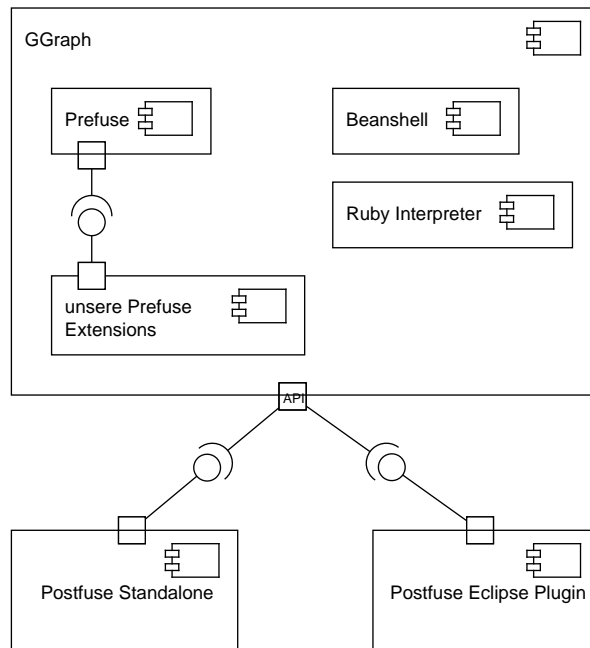 GGraph
Prefuse
Beanshell
Ruby Interpreter
unsere Prefuse
Extensions
API
Postfuse Standalone
Postfuse Eclipse Plugin